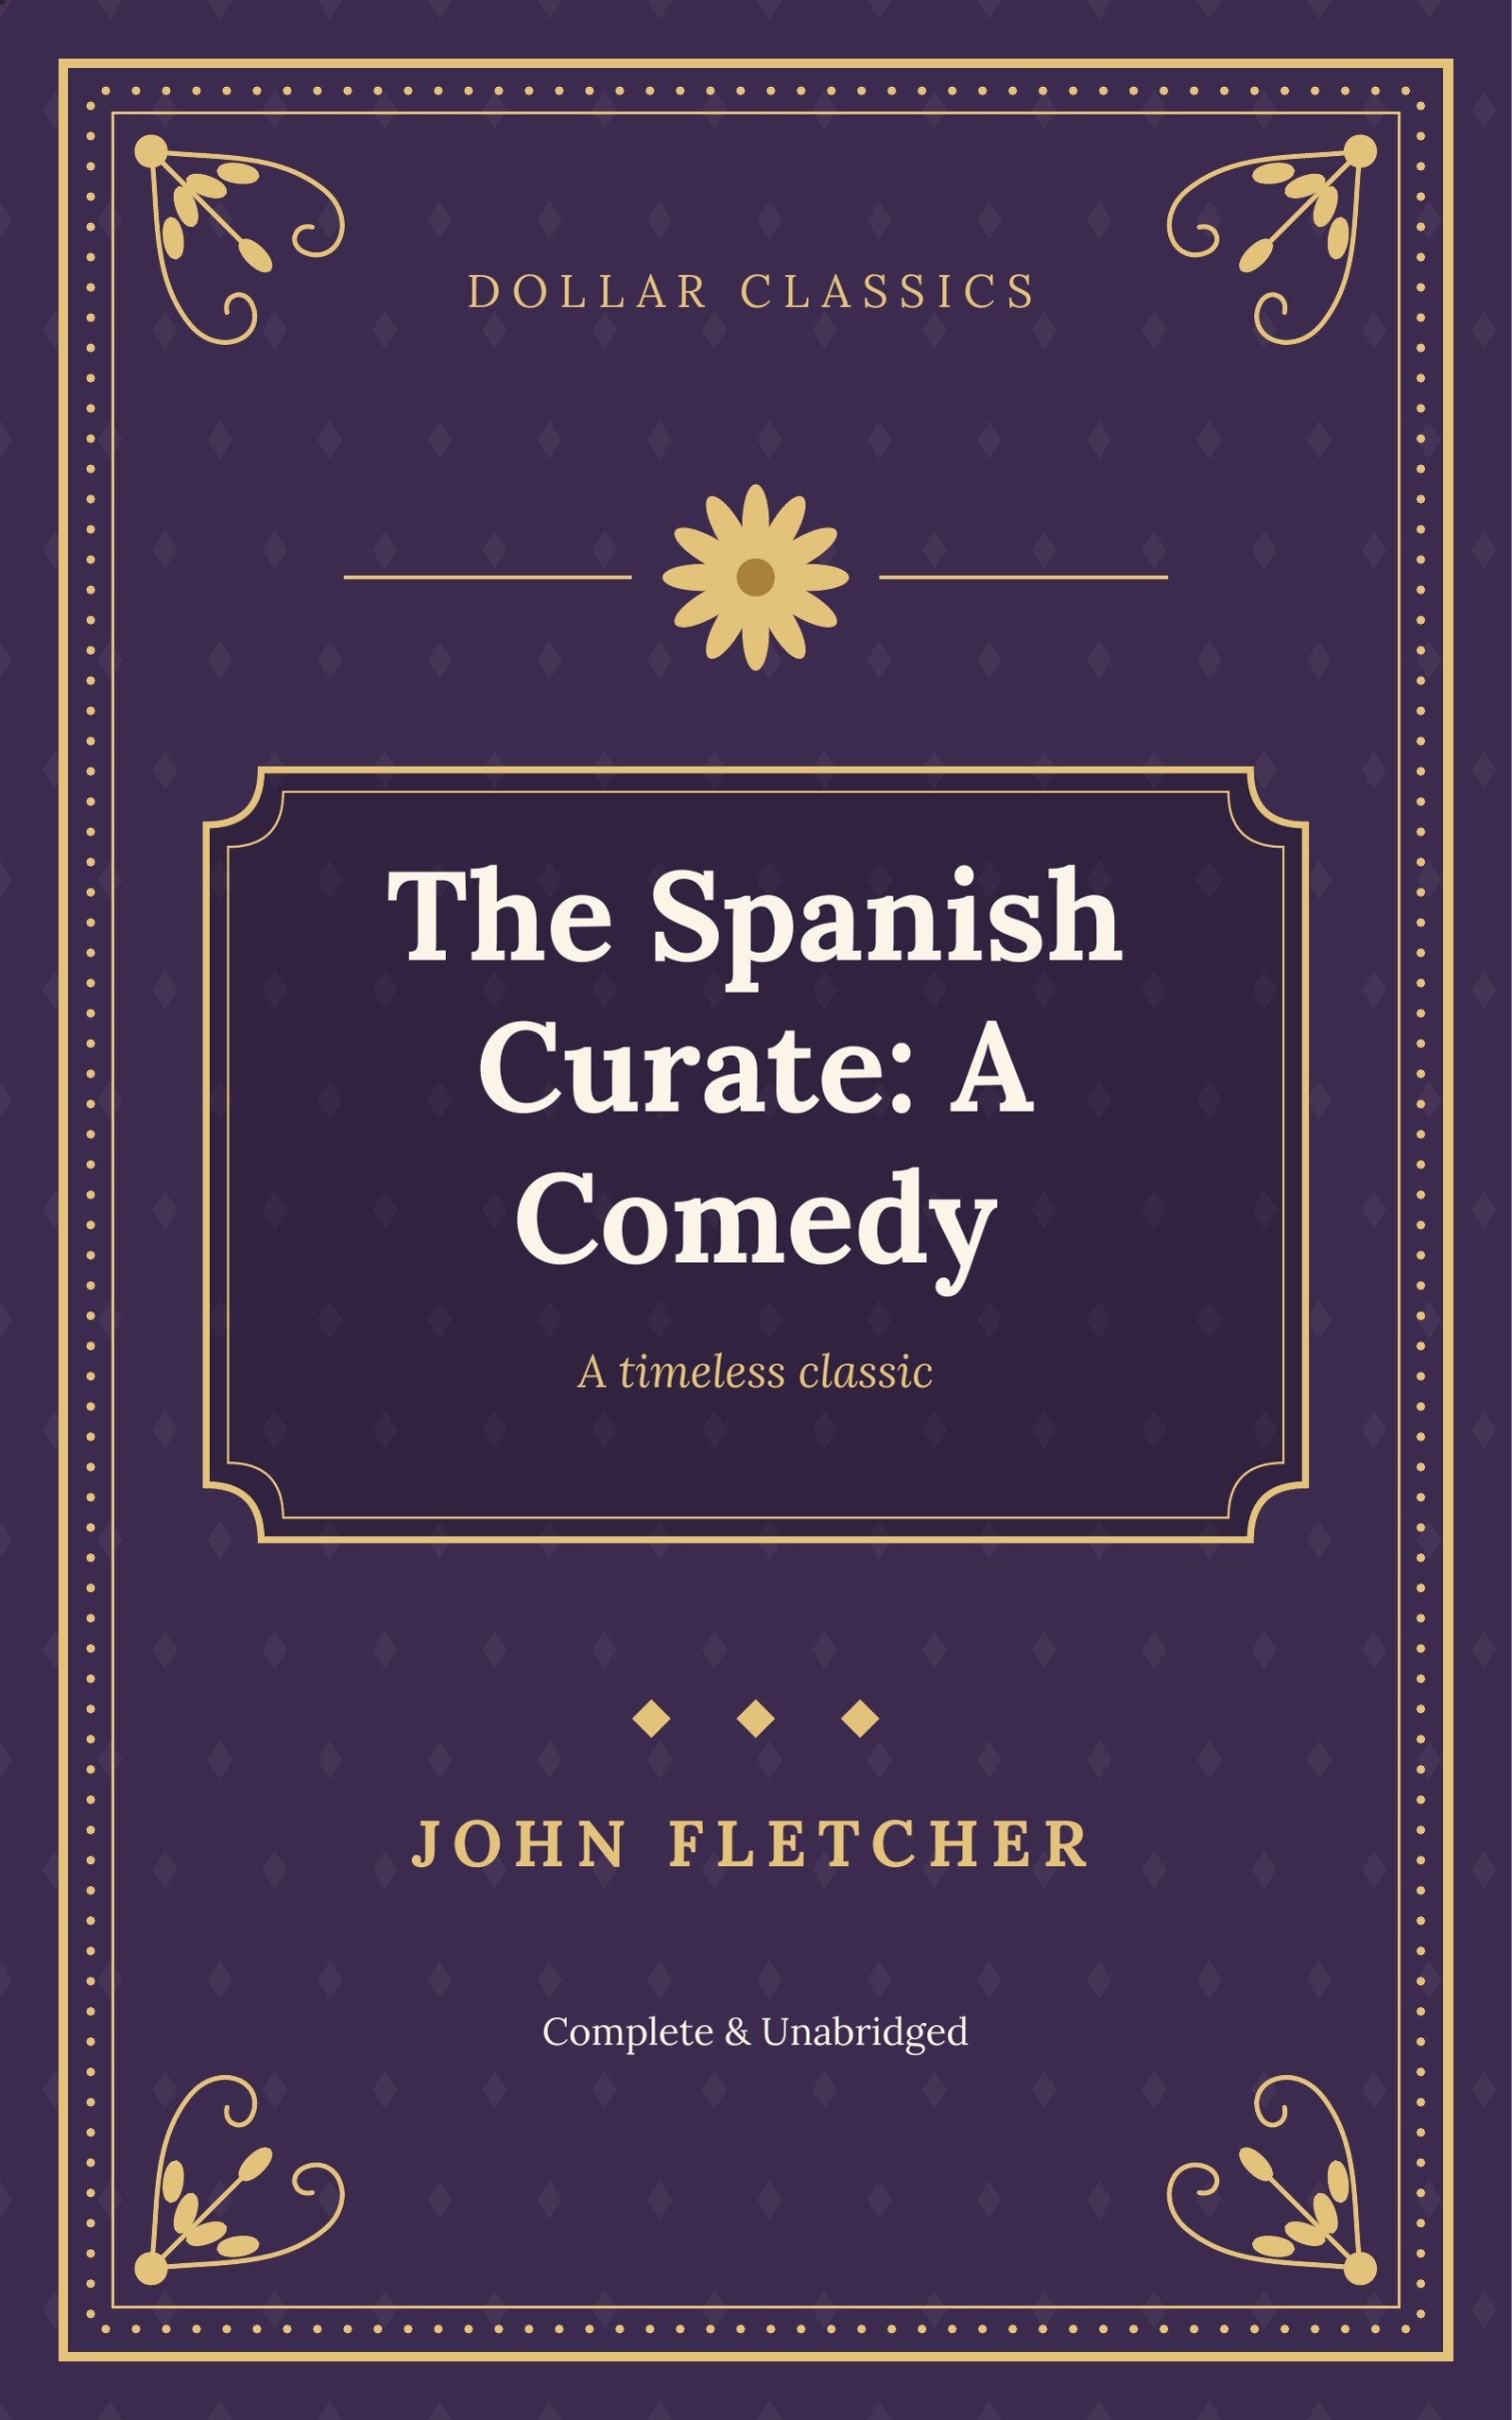 DOLLAR CLASSICS
The Spanish
Curate: A
Comedy
A timeless classic
JOHN FLETCHER
Complete & Unabridged